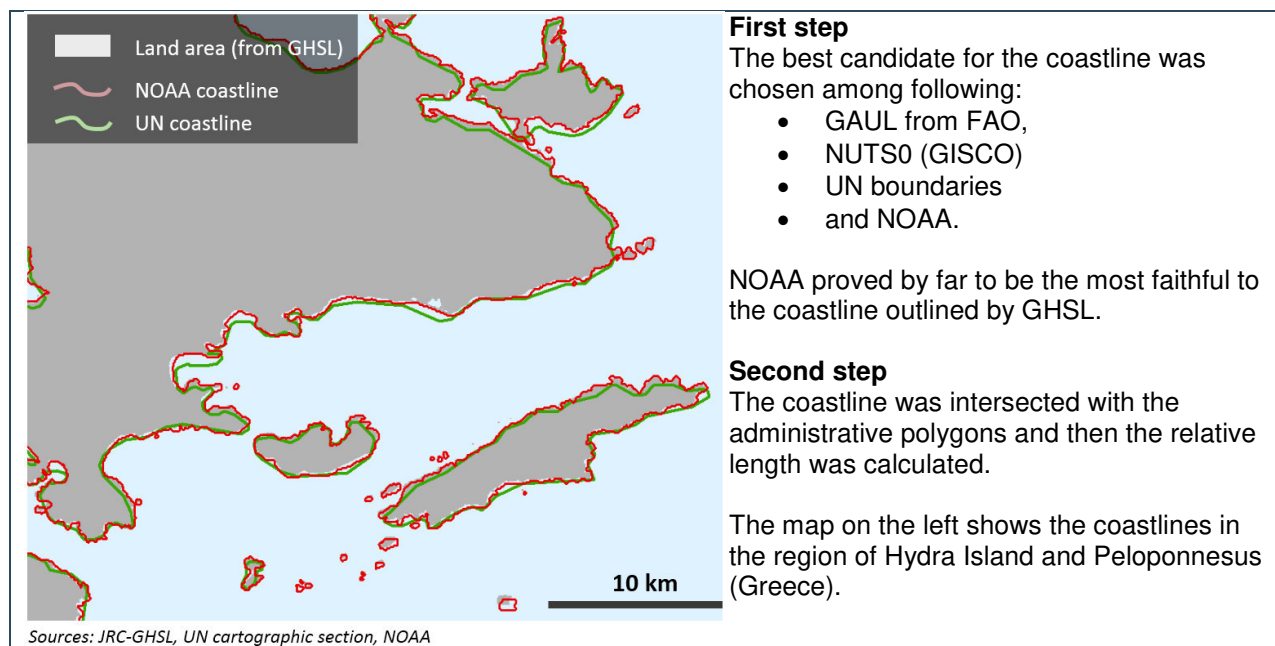 Land area (from GHSL)
NOAA coastline
UN coastline
10 km
Sources: JRC-GHSL, UN cartographic section, NOAA
First step
The best candidate for the coastline was
chosen among following:
• GAUL from FAO,
• NUTS0 (GISCO)
• UN boundaries
• and NOAA.
NOAA proved by far to be the most faithful to
the coastline outlined by GHSL.
Second step
The coastline was intersected with the
administrative polygons and then the relative
length was calculated.
The map on the left shows the coastlines in
the region of Hydra Island and Peloponnesus
(Greece).